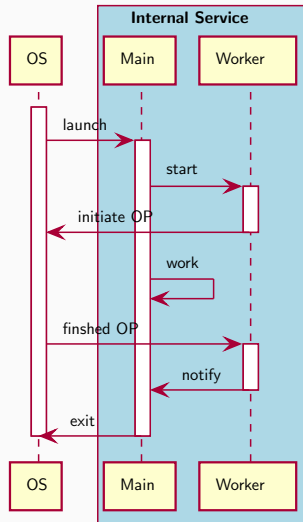 Internal Service
OS
Main
Worker
launch
start
initiate OP
work
finshed OP
notify
exit
OS
Main
Worker